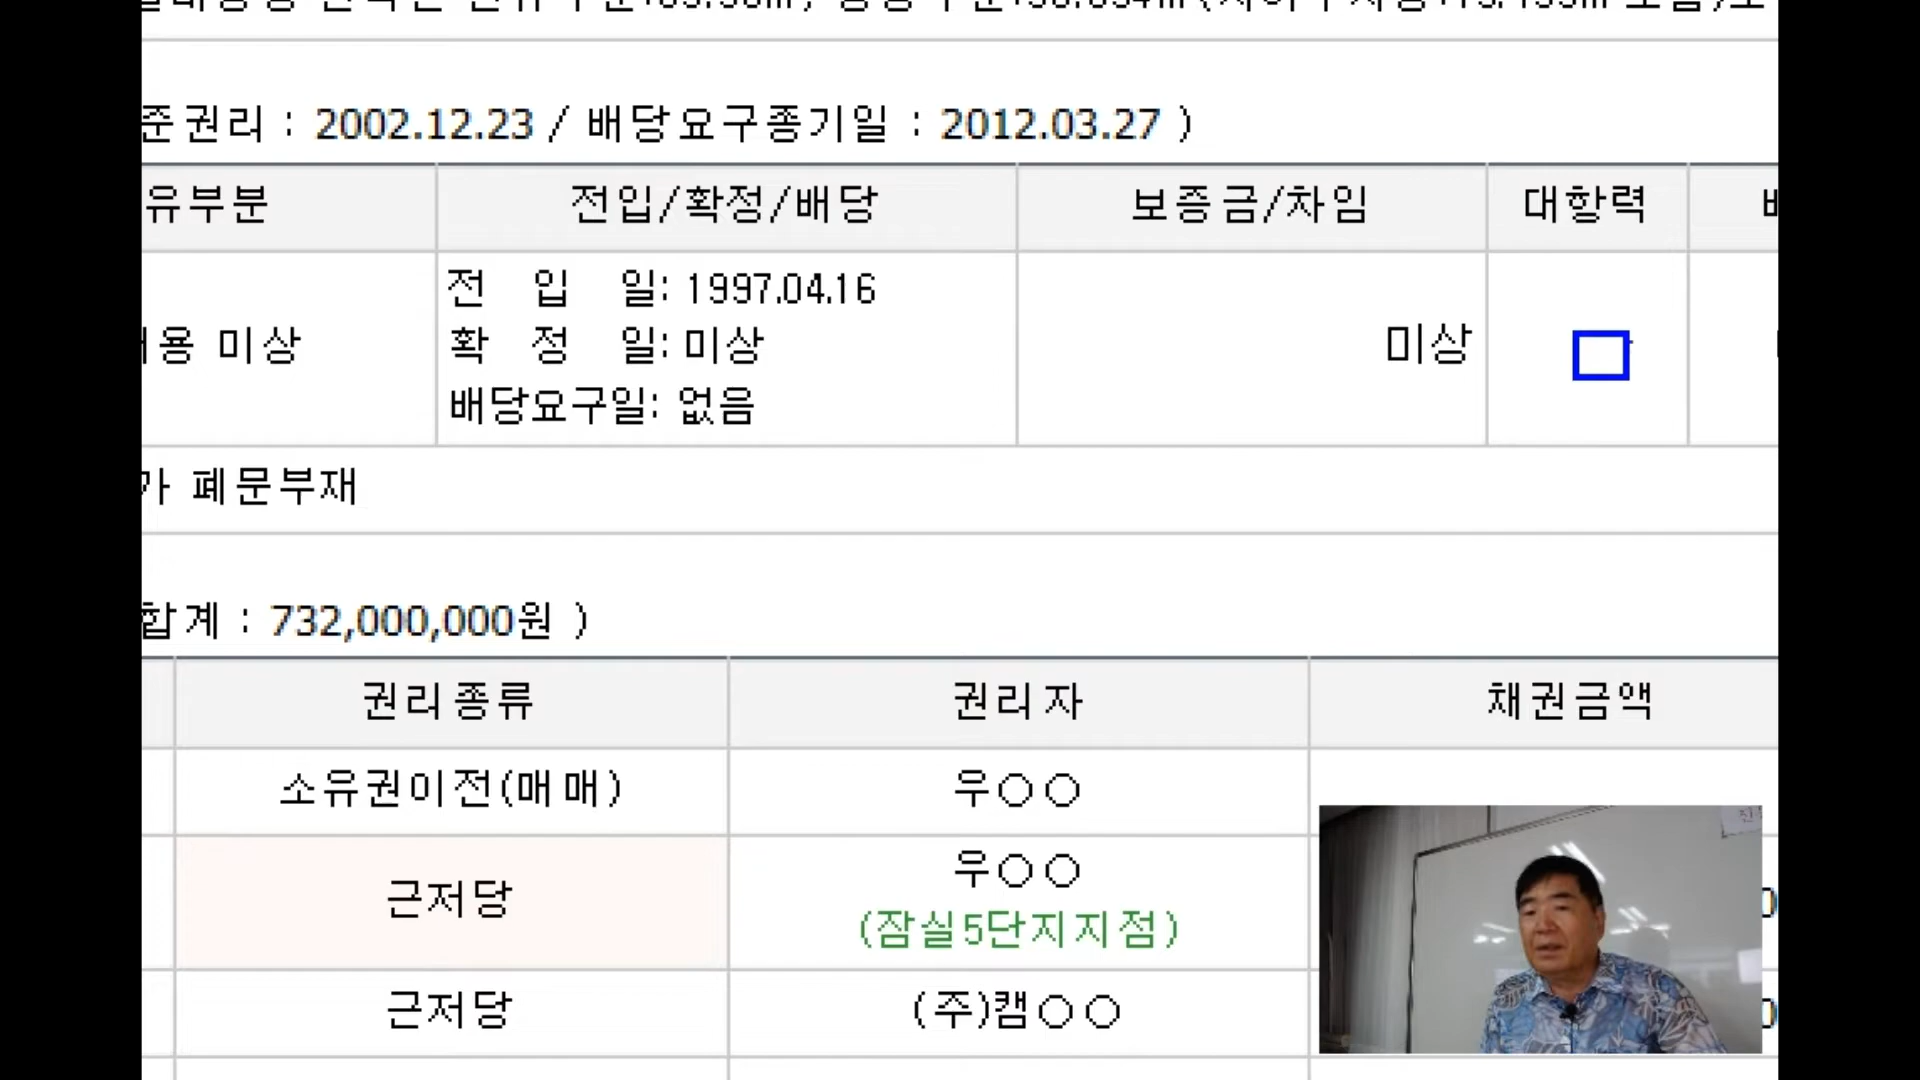 준권리 : 2002.12.23 / 배당요구종기일 : 2012.03.27 )
유부분 전입/확정/배당 보증금/차임 대항력
미상
전 입 일: 1997.04.16
확 정 일: 미상
배당요구일: 없음
미상
가 폐문부재
합계 : 732,000,000원 )
권리종류 권리자 채권금액
소유권이전(매매) 우○○
근저당 우○○
(잠실5단지지점)
근저당 (주)캠○○